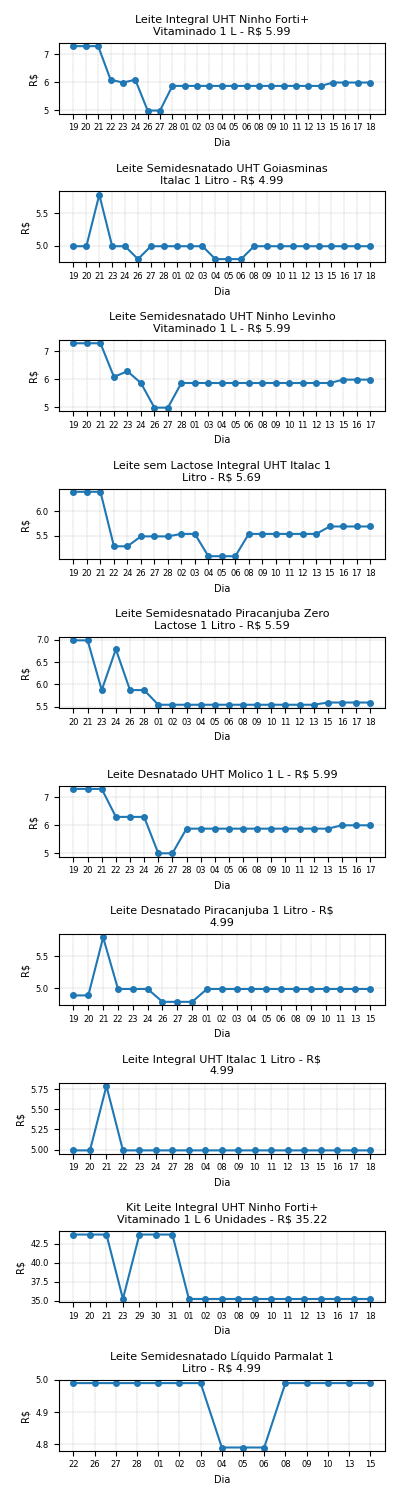 Leite Integral UHT Ninho Forti+
Vitaminado 1 L - R$ 5.99
7
6
5
R$
19 20 21 22 23 24 26 27 28 01 02 03 04 05 06 08 09 10 11 12 13 15 16 17 18
Dia
Leite Semidesnatado UHT Goiasminas
Italac 1 Litro - R$ 4.99
5.5
5.0
R$
19 20 21 23 24 26 27 28 01 02 03 04 05 06 08 09 10 11 12 13 15 16 17 18
Dia
Leite Semidesnatado UHT Ninho Levinho
Vitaminado 1 L - R$ 5.99
7
6
5
R$
19 20 21 22 23 24 26 27 28 01 03 04 05 06 08 09 10 11 12 13 15 16 17
Dia
Leite sem Lactose Integral UHT Italac 1
Litro - R$ 5.69
6.0
5.5
R$
19 20 21 22 23 26 27 28 02 03 04 05 06 08 09 10 11 12 13 15 16 17 18
Dia
Leite Semidesnatado Piracanjuba Zero
Lactose 1 Litro - R$ 5.59
7.0
6.5
6.0
5.5
R$
20 21 23 24 26 28 01 02 03 04 05 06 08 09 10 11 12 13 15 16 17 18
Dia
Leite Desnatado UHT Molico 1 L - R$ 5.99
7
6
5
R$
19 20 21 22 23 24 26 27 28 03 04 05 06 08 09 10 11 12 13 15 16 17
Dia
Leite Desnatado Piracanjuba 1 Litro - R$
4.99
5.5
5.0
R$
19 20 21 22 23 24 26 27 28 01 02 03 04 05 06 08 09 10 11 13 15
Dia
Leite Integral UHT Italac 1 Litro - R$
4.99
5.75
5.50
5.25
5.00
R$
19 20 21 22 23 24 27 28 04 08 09 10 11 12 13 15 16 17 18
Dia
Kit Leite Integral UHT Ninho Forti+
Vitaminado 1 L 6 Unidades - R$ 35.22
42.5
40.0
37.5
35.0
R$
19 20 21 23 29 30 31 01 02 03 08 09 10 11 12 13 15 17 18
Dia
Leite Semidesnatado Líquido Parmalat 1
Litro - R$ 4.99
5.0
4.9
4.8
R$
22 26 27 28 01 02 03 04 05 06 08 09 10 13 15
Dia